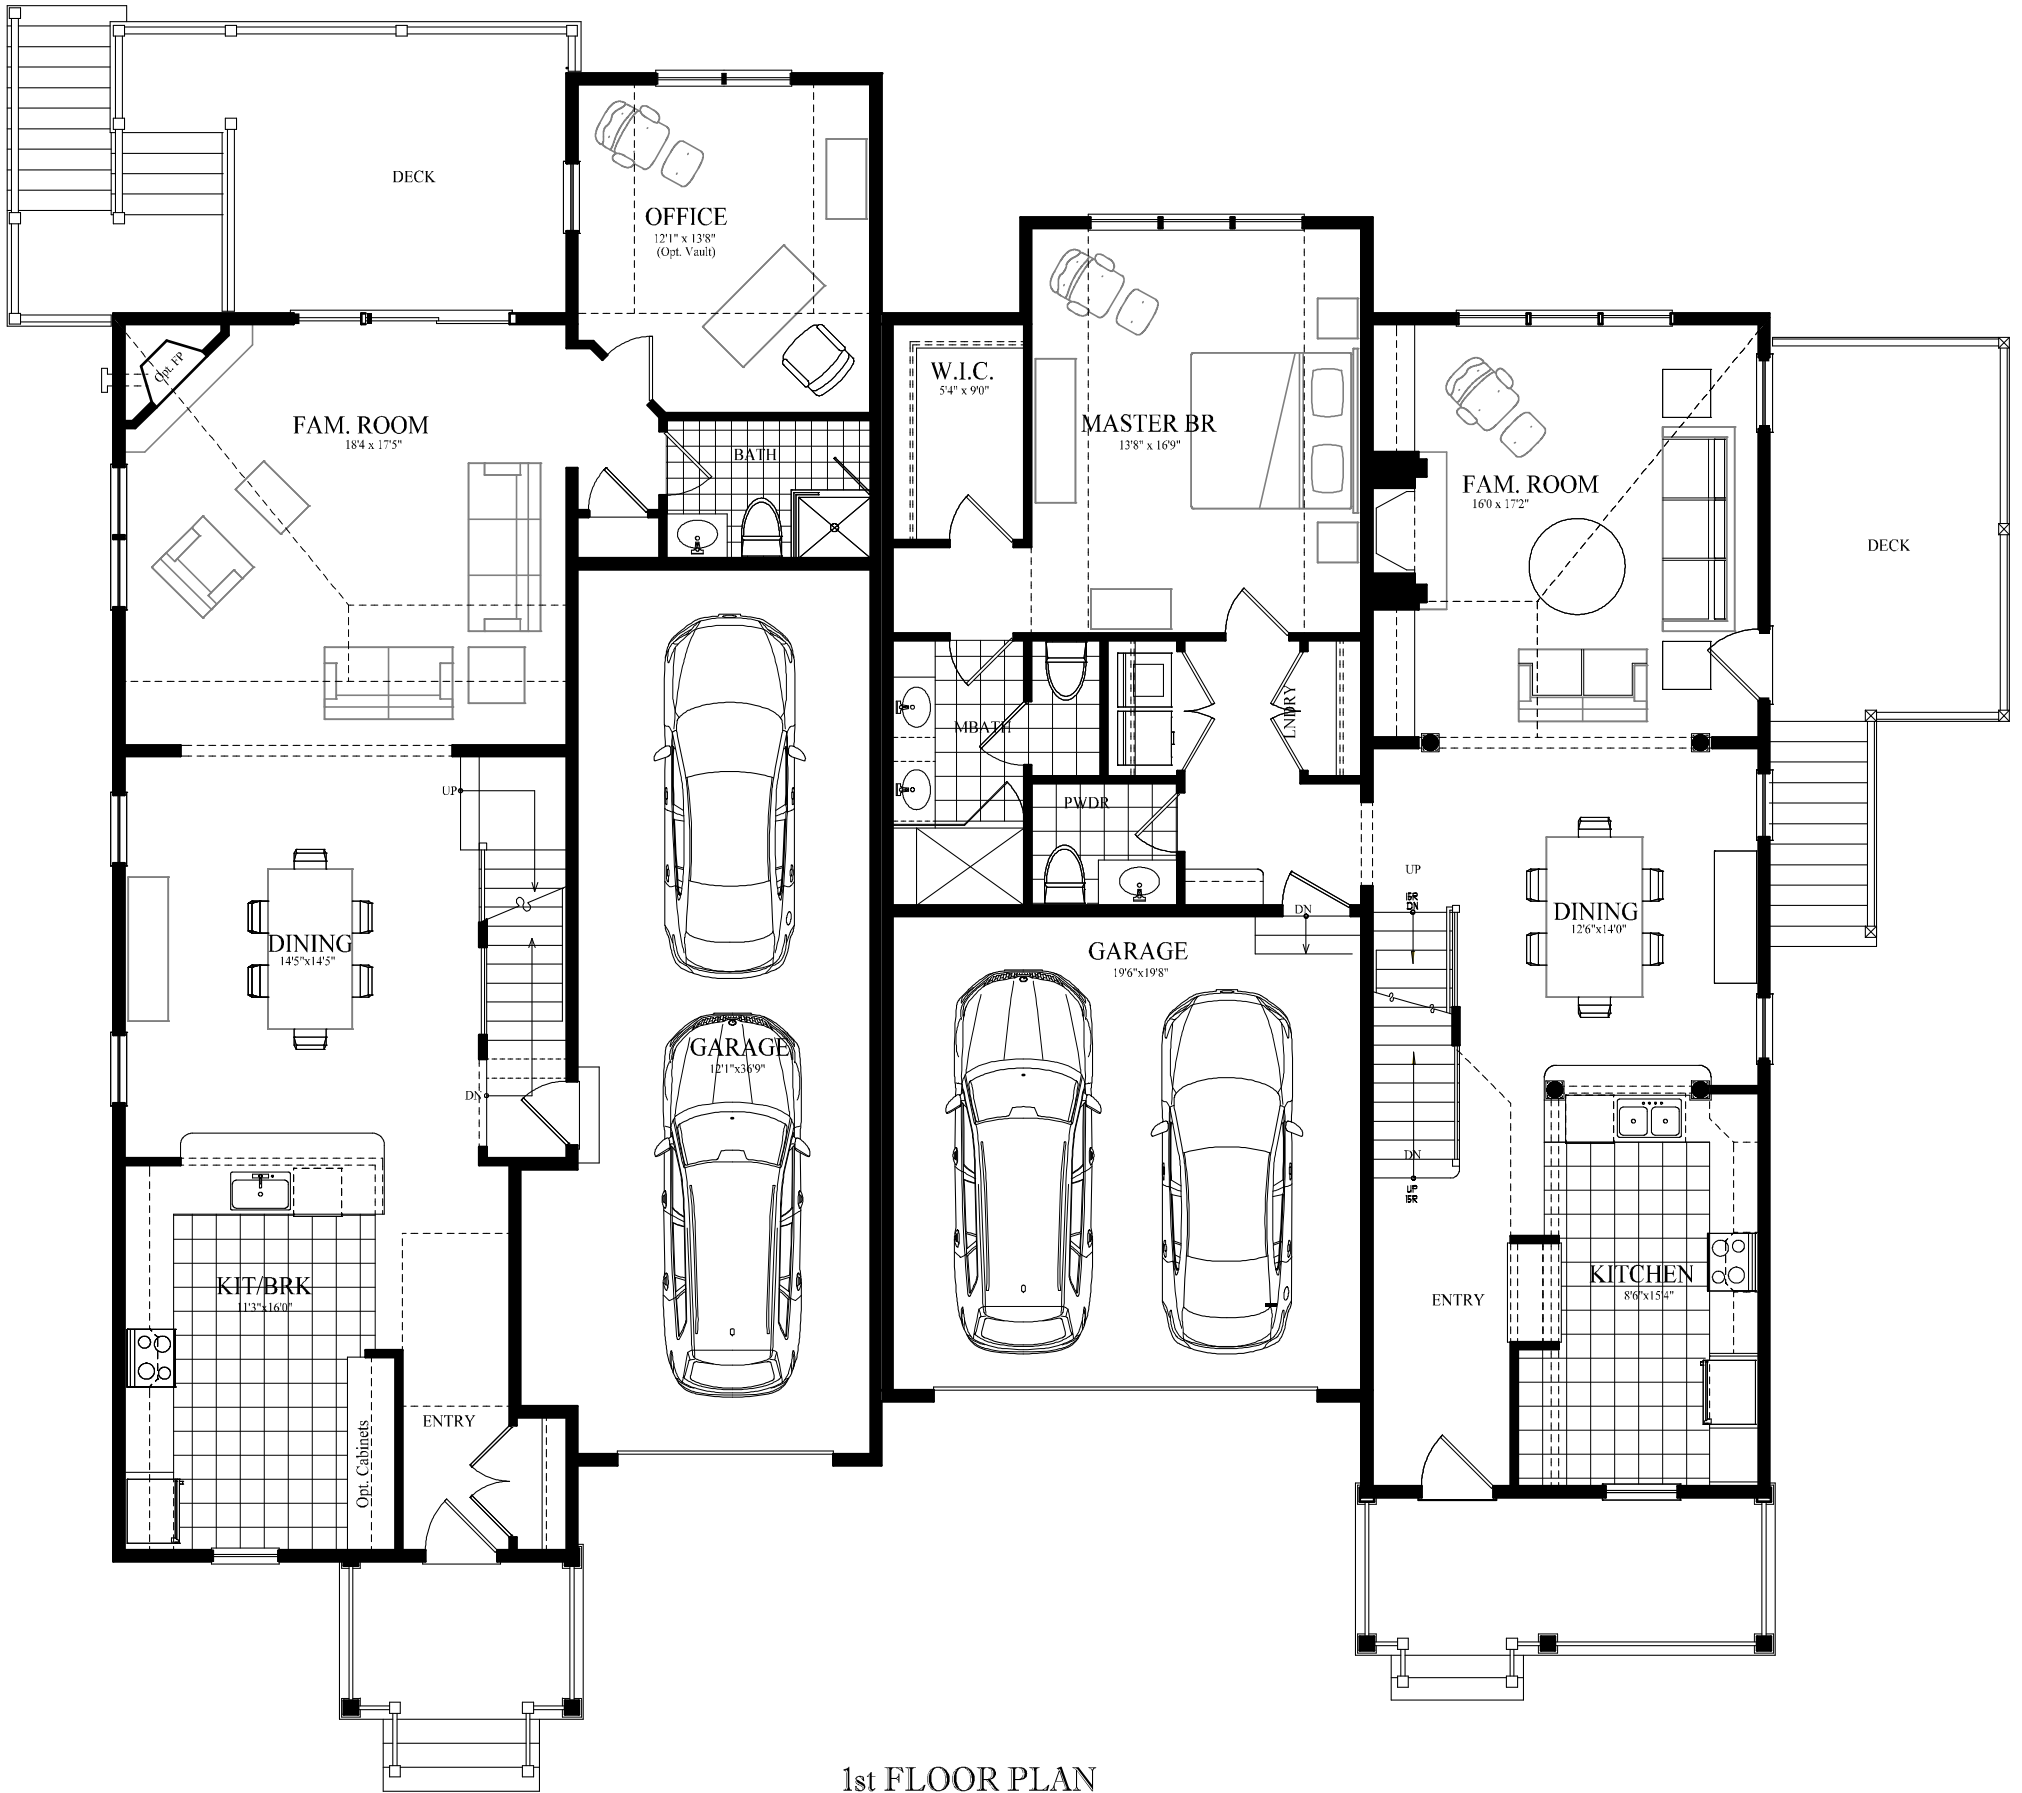 DECK
OFFICE
12'1" x 13'8"
(Opt. Vault)
Opt. FP
FAM. ROOM
18'4 x 17'5"
BATH
W.I.C.
5'4" x 9'0"
MASTER BR
13'8" x 16'9"
FAM. ROOM
16'0 x 17'2"
DECK
LNDRY
MBATH
PWDR
UP
UP
15R
DN
DINING
14'5"x14'5"
DN
GARAGE
12'1"x36'9"
DN
GARAGE
19'6"x19'8"
DINING
12'6"x14'0"
DN
UP
15R
KIT/BRK
11'3"x16'0"
Opt. Cabinets
ENTRY
ENTRY
KITCHEN
8'6"x15'4"
1st FLOOR PLAN